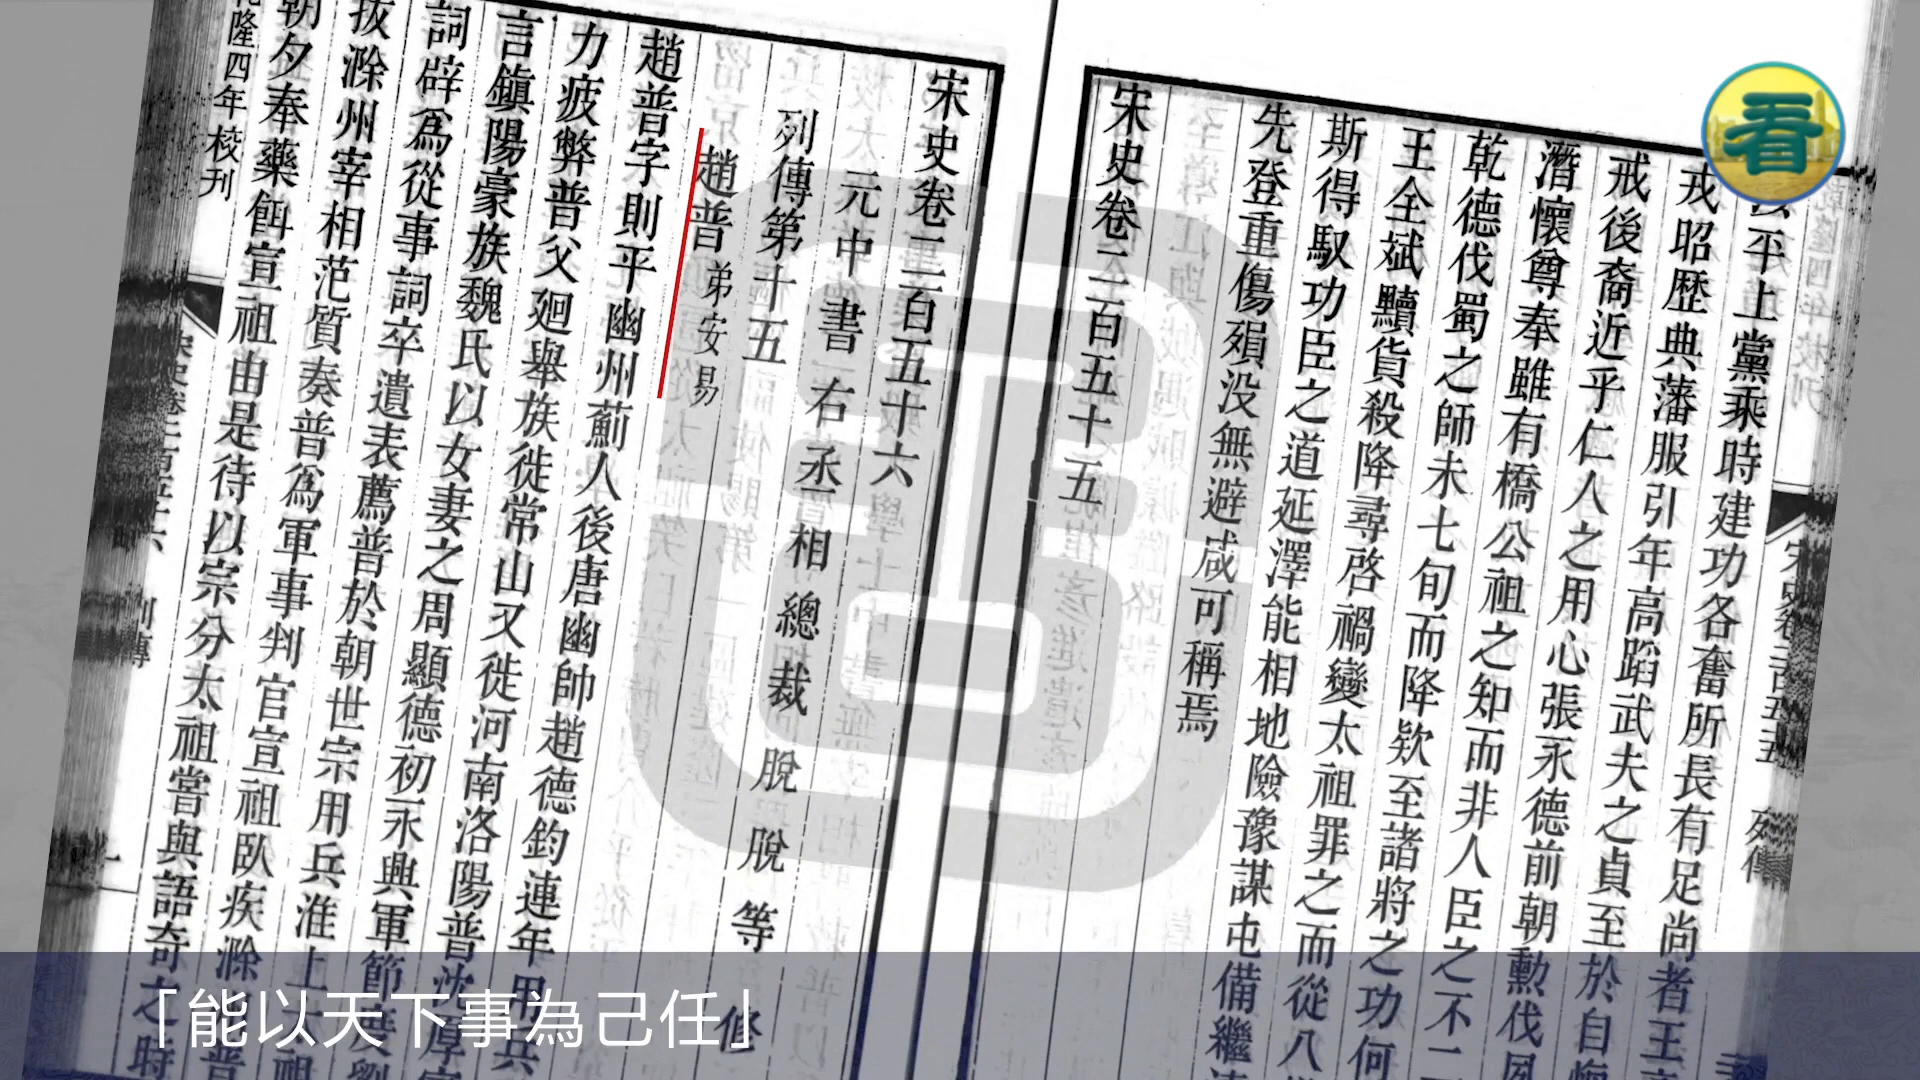 平上黨乘時建功各奮所長有足尚者王
戎昭歷典藩服引年高蹈武夫之貞至於自
戒後裔近乎仁人之用心張永德前朝勳伐夙
潛懷尊奉雖有橋公祖之知而非人臣之不二
乾德伐蜀之師未七旬而降欵至諸將之功何
王全斌黷貨殺降尋啓禍變太祖罪之而從八
斯得馭功臣之道延澤能相地險豫謀屯備繼
先登重傷殞没無避咸可稱焉
宋史卷二百五十五
宋史卷二百五十六
元中書右丞相總裁脫脫等修
列傳第十五
趙普弟安易
趙普字則平幽州薊人後唐幽帥趙德鈞連年用兵
力疲弊普父廻舉族徙常山又徙河南洛陽普沈厚
言鎮陽豪族魏氏以女妻之周顯德初永興軍節
詞辟為從事詞卒遺表薦普於朝世宗用兵淮上
拔滁州宰相范質奏普為軍事判官宣祖臥疾滁
朝夕奉藥餌宣祖由是待以宗分太祖嘗與語奇之時
乾隆四年校刊
看
「能以天下事為己任」